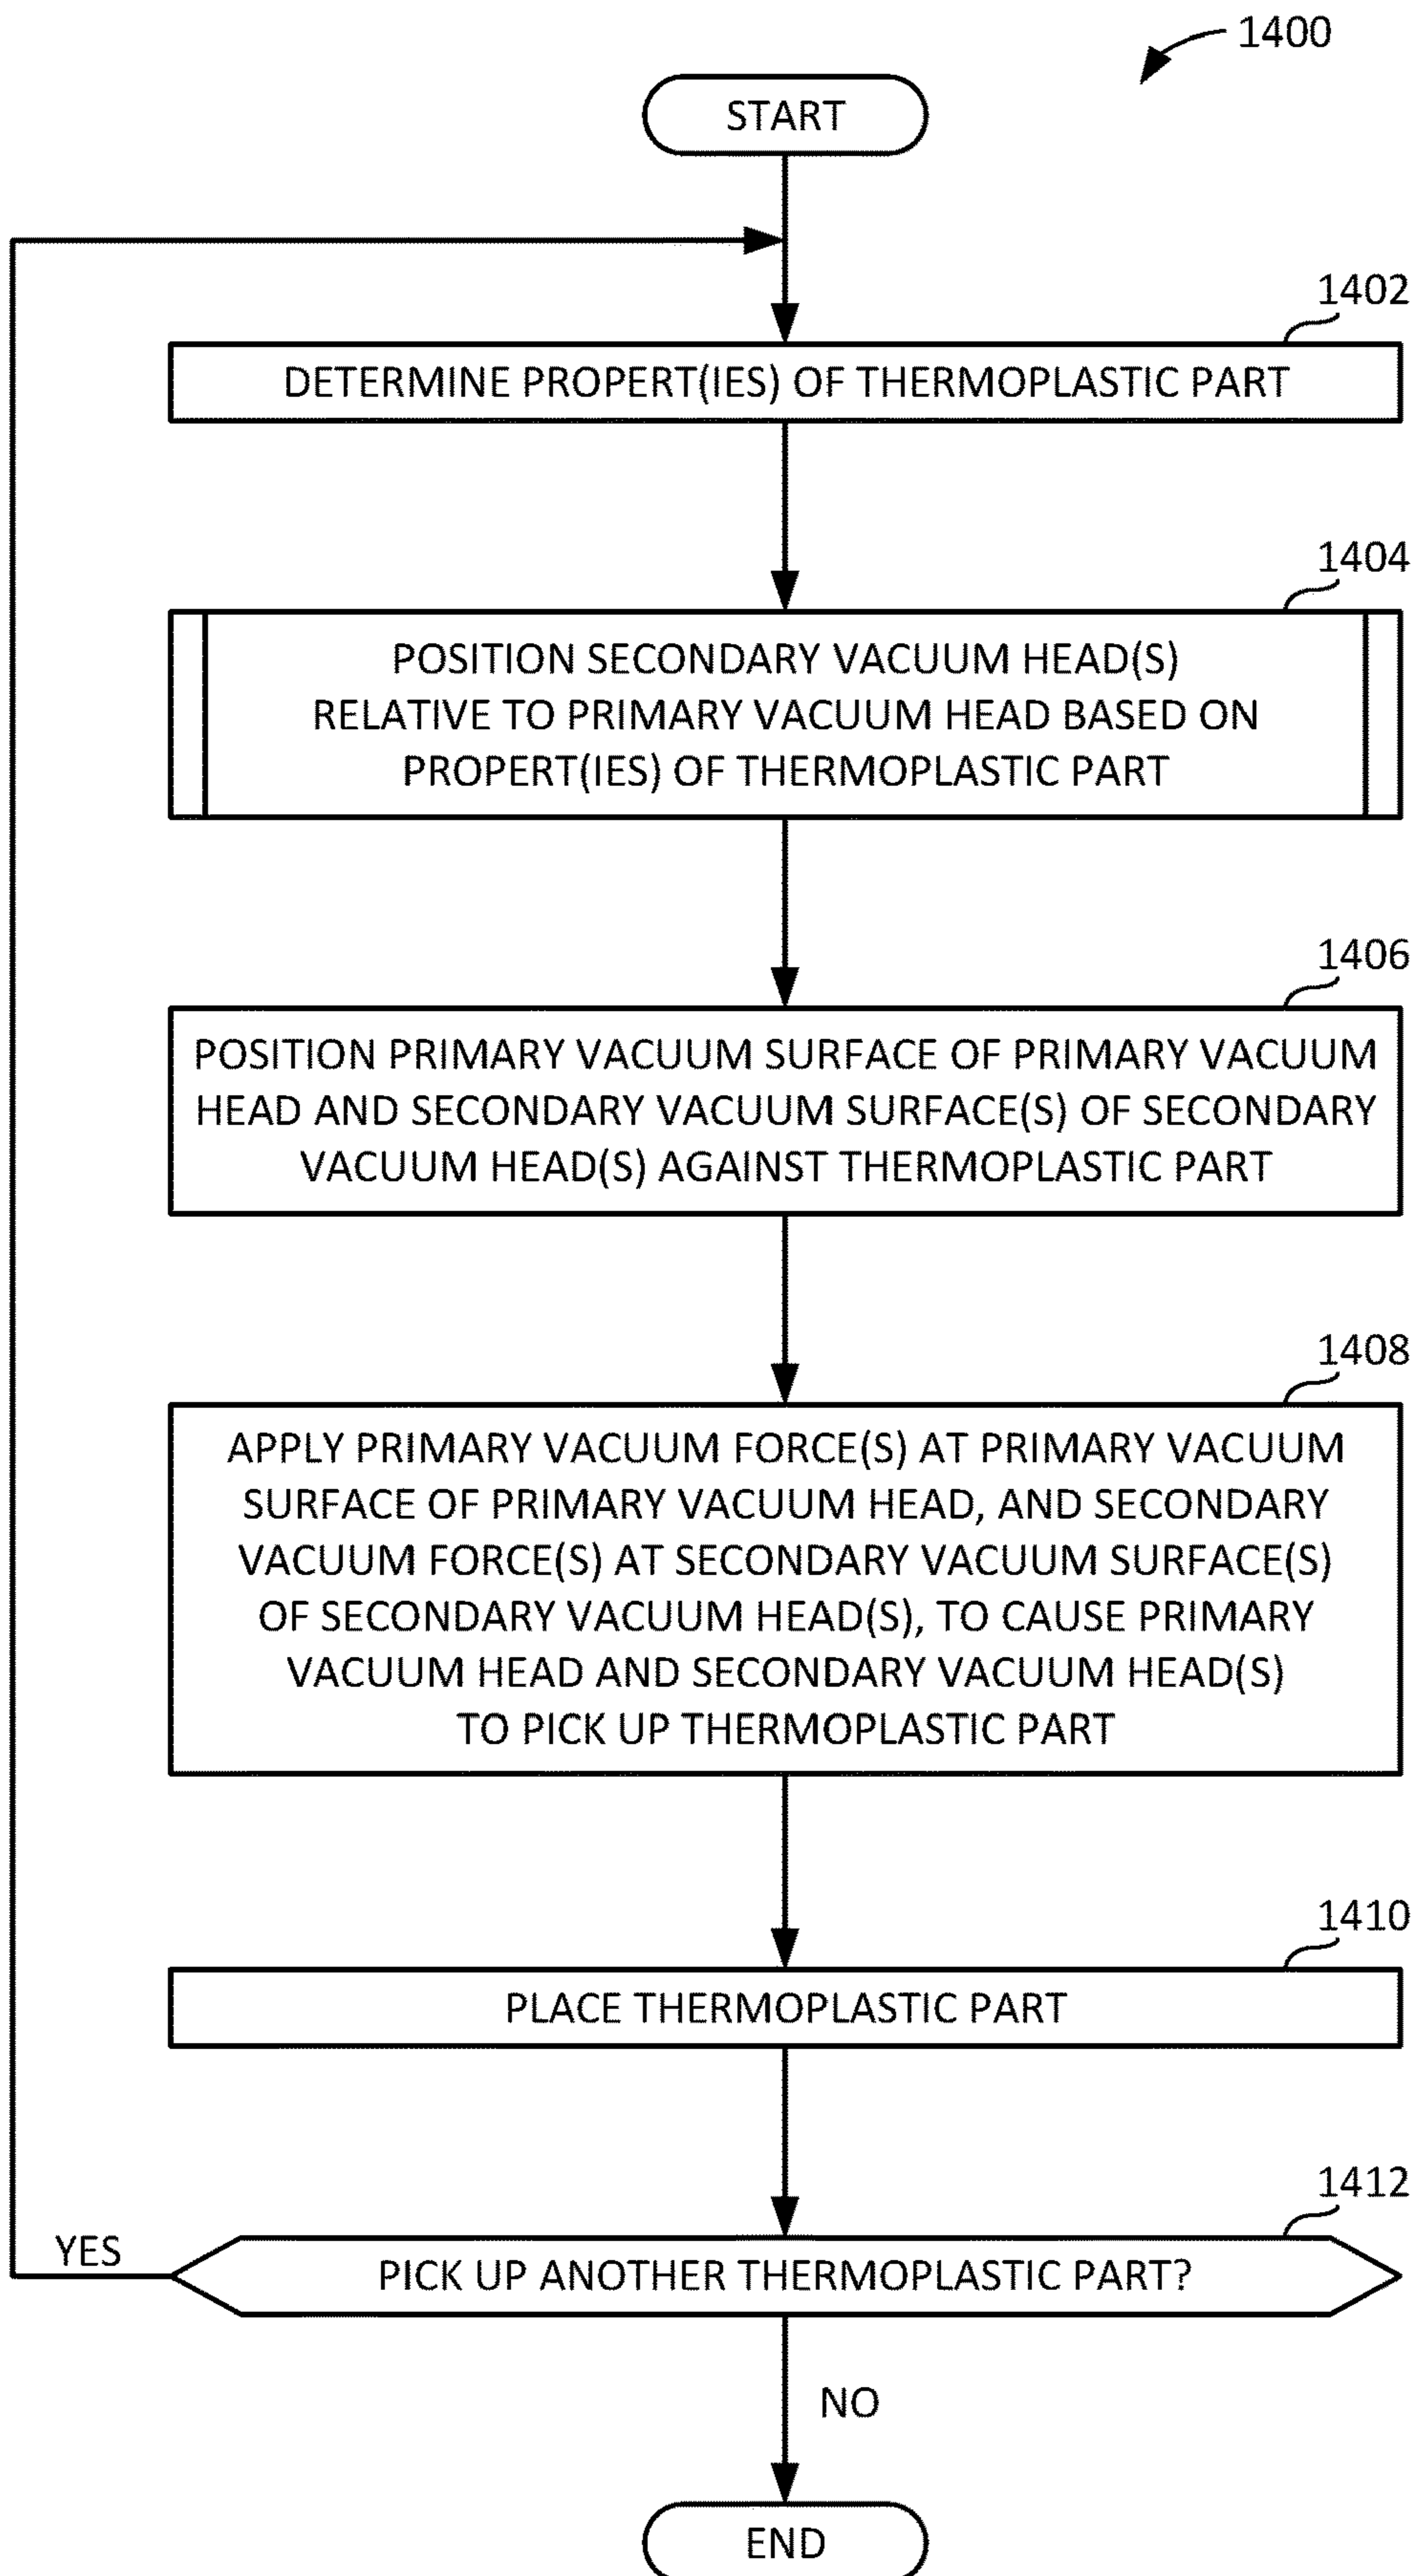 1400
START
1402
DETERMINE PROPERT(IES) OF THERMOPLASTIC PART
1404
POSITION SECONDARY VACUUM HEAD(S)
RELATIVE TO PRIMARY VACUUM HEAD BASED ON
PROPERT(IES) OF THERMOPLASTIC PART
1406
POSITION PRIMARY VACUUM SURFACE OF PRIMARY VACUUM
HEAD AND SECONDARY VACUUM SURFACE(S) OF SECONDARY
VACUUM HEAD(S) AGAINST THERMOPLASTIC PART
1408
APPLY PRIMARY VACUUM FORCE(S) AT PRIMARY VACUUM
SURFACE OF PRIMARY VACUUM HEAD, AND SECONDARY
VACUUM FORCE(S) AT SECONDARY VACUUM SURFACE(S)
OF SECONDARY VACUUM HEAD(S), TO CAUSE PRIMARY
VACUUM HEAD AND SECONDARY VACUUM HEAD(S)
TO PICK UP THERMOPLASTIC PART
1410
PLACE THERMOPLASTIC PART
1412
YES
PICK UP ANOTHER THERMOPLASTIC PART?
NO
END